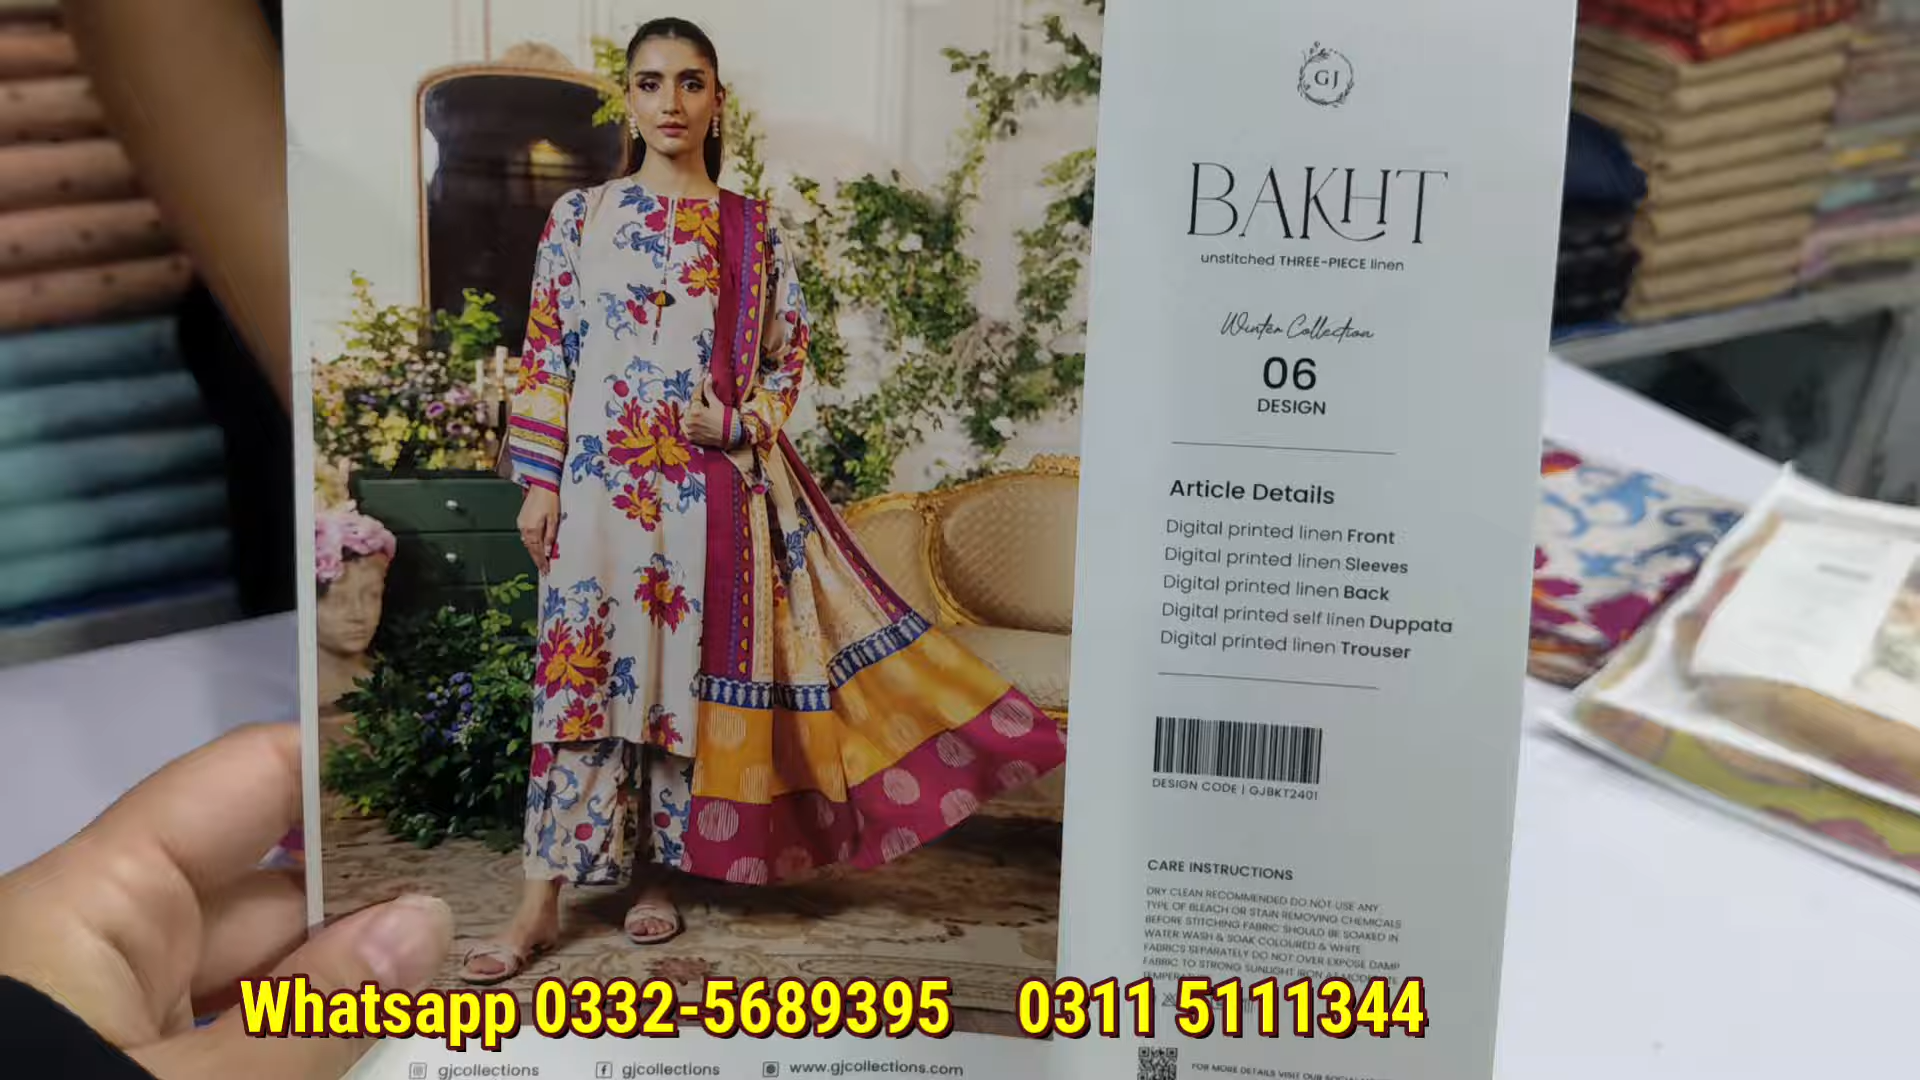 GJ
BAKHT
unstitched THREE-PIECE linen
Winter Collection
06
DESIGN
Article Details
Digital printed linen Front
Digital printed linen Sleeves
Digital printed linen Back
Digital printed self linen Duppata
Digital printed linen Trouser
DESIGN CODE | GJBKT2401
CARE INSTRUCTIONS
DRY CLEAN RECOMMENDED DO NOT USE ANY
TYPE OF BLEACH OR STAIN REMOVING CHEMICALS
BEFORE STITCHING FABRIC SHOULD BE SOAKED IN
WATER WASH & SOAK COLOURED & WHITE
FABRICS SEPARATELY DO NOT OVER EXPOSE DAMP
FABRIC TO STRONG SUNLIGHT IRON AT
Whatsapp 0332-5689395 0311 5111344
gjcollections gjcollections www.gjcollections.com
FOR MORE DETAILS VISIT OUR SOCIAL